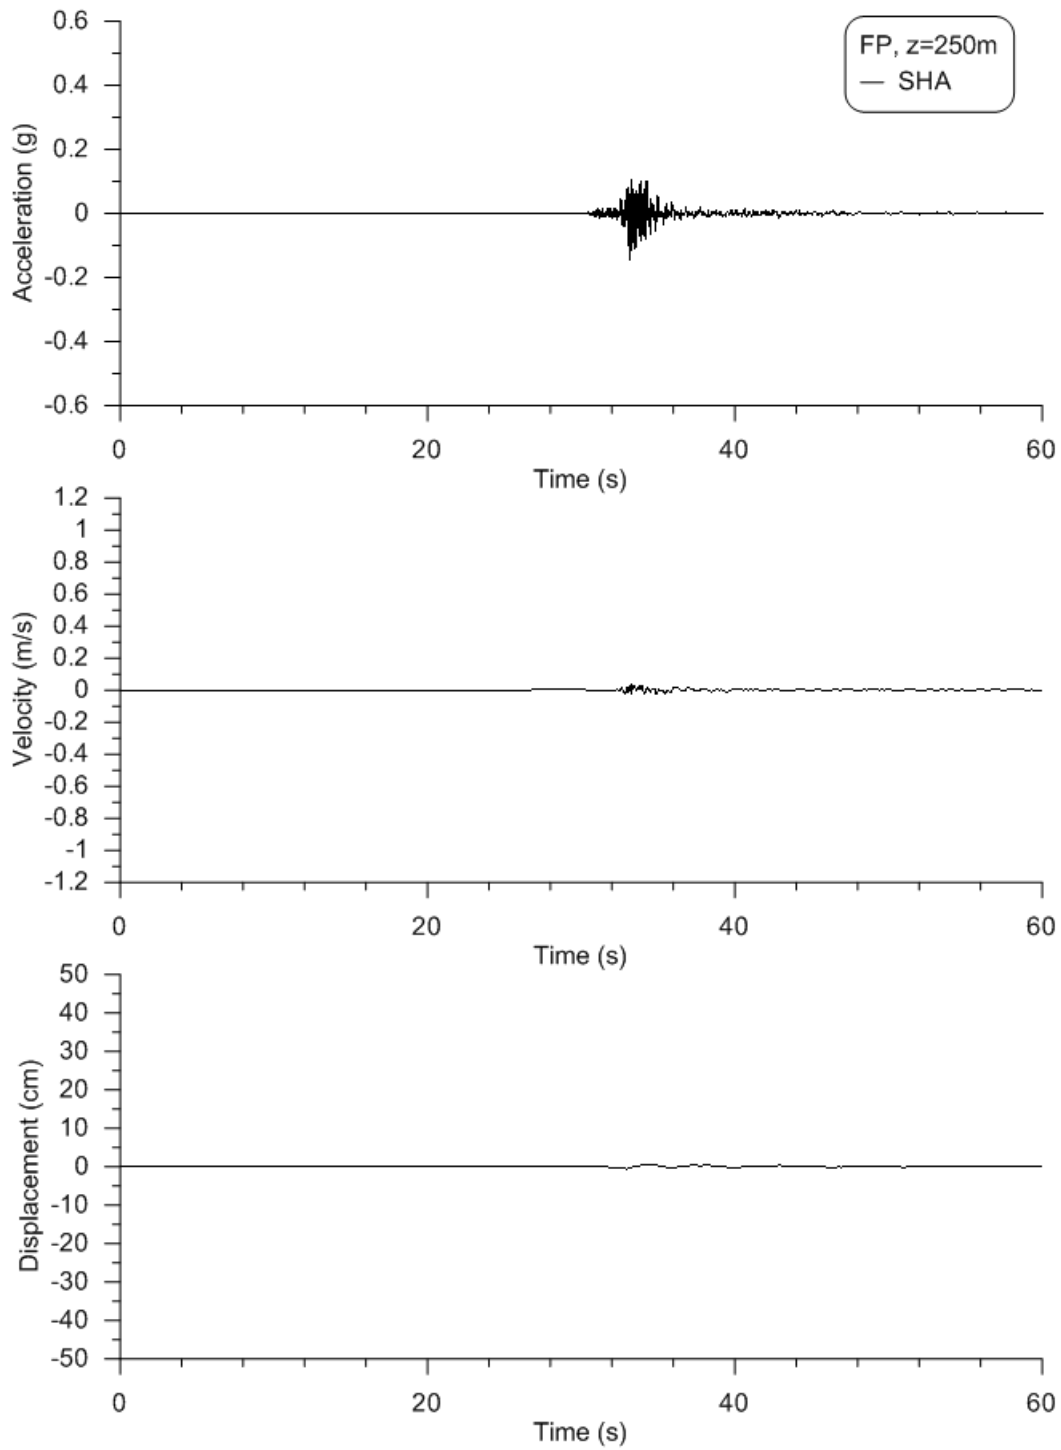 FP, z=250m
— SHA
Acceleration (g)
0.6
0.4
0.2
0
-0.2
-0.4
-0.6
0 20 40 60
Time (s)
Velocity (m/s)
1.2
1
0.8
0.6
0.4
0.2
0
-0.2
-0.4
-0.6
-0.8
-1
-1.2
0 20 40 60
Time (s)
Displacement (cm)
50
40
30
20
10
0
-10
-20
-30
-40
-50
0 20 40 60
Time (s)